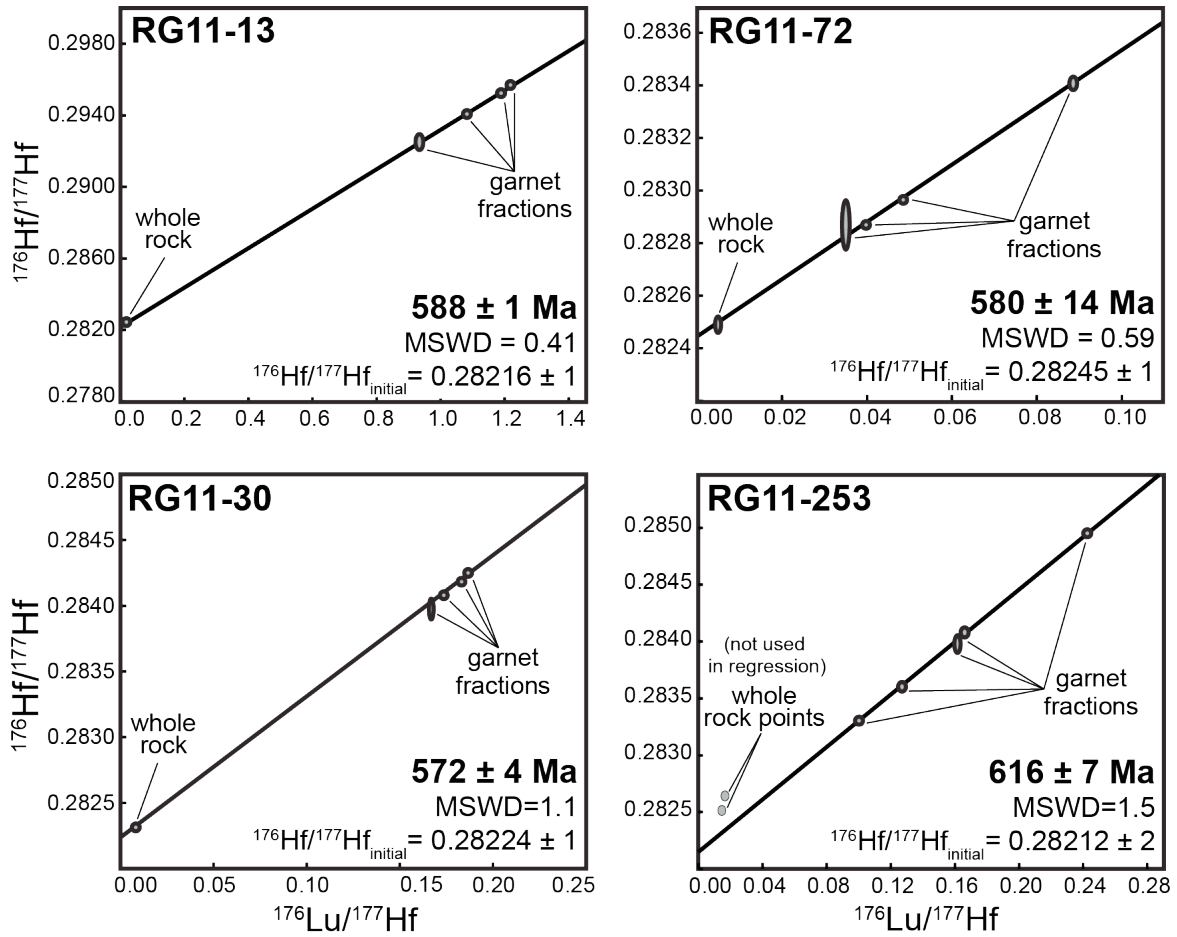 RG11-13
0.2980
0.2940
0.2900
0.2860
0.2820
0.2780
176Hf/177Hf
whole
rock
garnet
fractions
588 ± 1 Ma
MSWD = 0.41
176Hf/177Hfinitial= 0.28216 ± 1
0.0 0.2 0.4 0.6 0.8 1.0 1.2 1.4
RG11-72
0.2836
0.2834
0.2832
0.2830
0.2828
0.2826
0.2824
whole
rock
garnet
fractions
580 ± 14 Ma
MSWD = 0.59
176Hf/177Hfinitial= 0.28245 ± 1
0.00 0.02 0.04 0.06 0.08 0.10
RG11-30
0.2850
0.2845
0.2840
0.2835
0.2830
0.2825
176Hf/177Hf
whole
rock
garnet
fractions
572 ± 4 Ma
MSWD=1.1
176Hf/177Hfinitial= 0.28224 ± 1
0.00 0.05 0.10 0.15 0.20 0.25
176Lu/177Hf
RG11-253
0.2850
0.2845
0.2840
0.2835
0.2830
0.2825
(not used
in regression)
whole
rock points
garnet
fractions
616 ± 7 Ma
MSWD=1.5
176Hf/177Hfinitial= 0.28212 ± 2
0.00 0.04 0.08 0.12 0.16 0.20 0.24 0.28
176Lu/177Hf